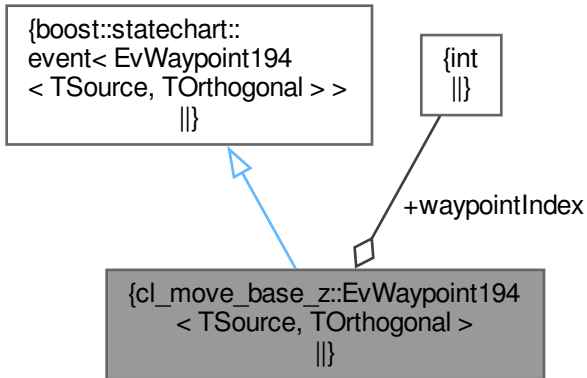 {boost::statechart::
event< EvWaypoint194
< TSource, TOrthogonal > >
||}
{int
||}
+waypointIndex
{cl_move_base_z::EvWaypoint194
< TSource, TOrthogonal >
||}